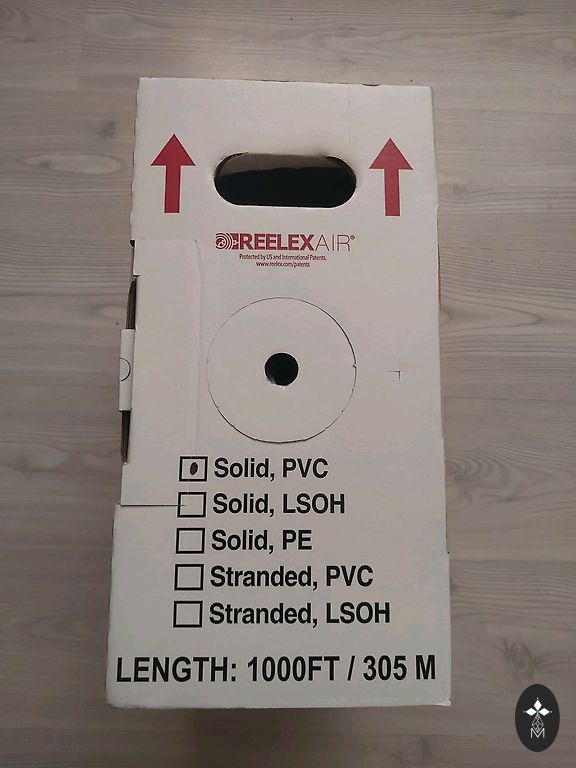 REELEXAIR®
Protected by US and International Patents.
www.reelex.com/patents
Solid, PVC
Solid, LSOH
Solid, PE
Stranded, PVC
Stranded, LSOH
LENGTH: 1000FT / 305 M
M